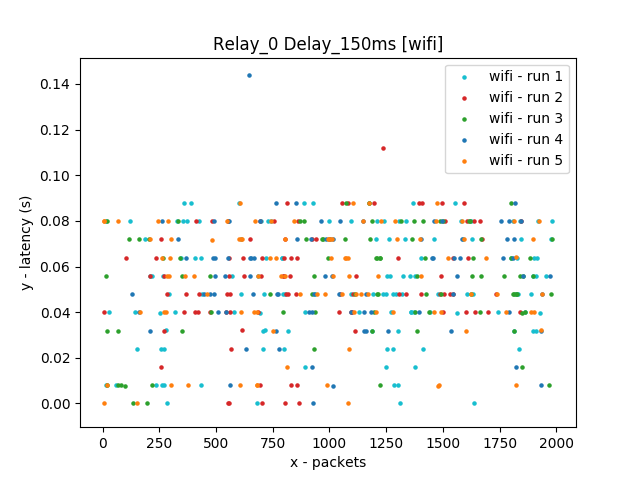 Relay_0 Delay_150ms [wifi]
wifi - run 1
wifi - run 2
wifi - run 3
wifi - run 4
wifi - run 5
y - latency (s)
0.14
0.12
0.10
0.08
0.06
0.04
0.02
0.00
0 250 500 750 1000 1250 1500 1750 2000
x - packets